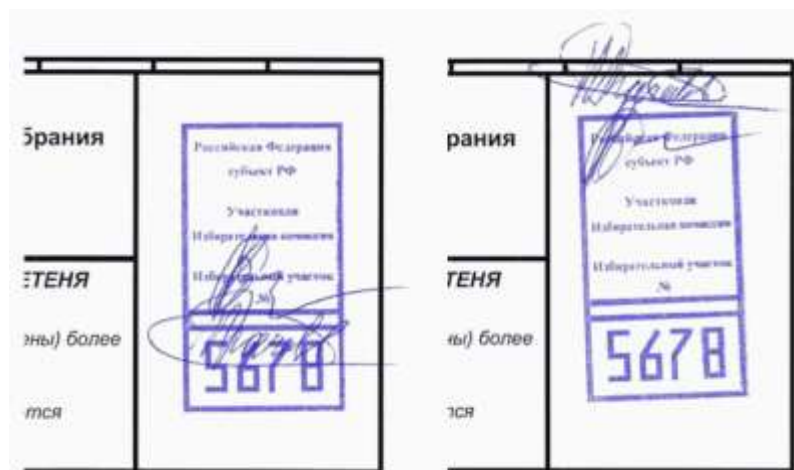 брания
Российская Федерация
субъект РФ
Участковая
Избирательная комиссия
Избирательный участок
№
5678
ЕТЕНЯ
ены) более
ется
рания
Российская Федерация
субъект РФ
Участковая
Избирательная комиссия
Избирательный участок
№
5678
ТЕНЯ
ны) более
тся